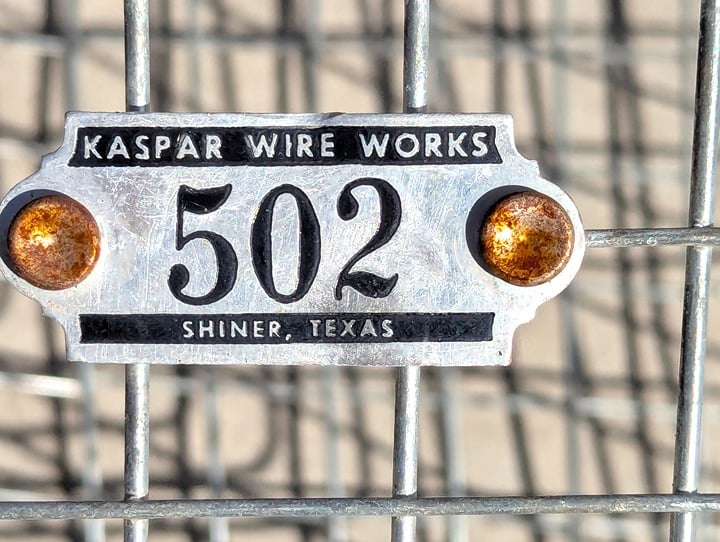 KASPAR WIRE WORKS
502
SHINER, TEXAS